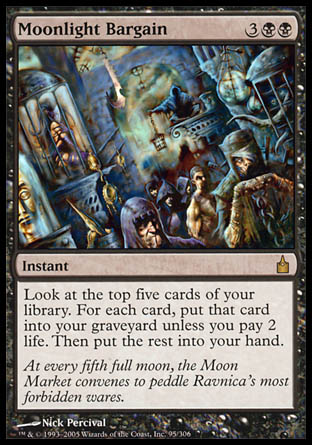 Moonlight Bargain 3
Instant
Look at the top five cards of your
library. For each card, put that card
into your graveyard unless you pay 2
life. Then put the rest into your hand.
At every fifth full moon, the Moon
Market convenes to peddle Ravnica's most
forbidden wares.
Nick Percival
™ & © 1993–2005 Wizards of the Coast, Inc. 95/306